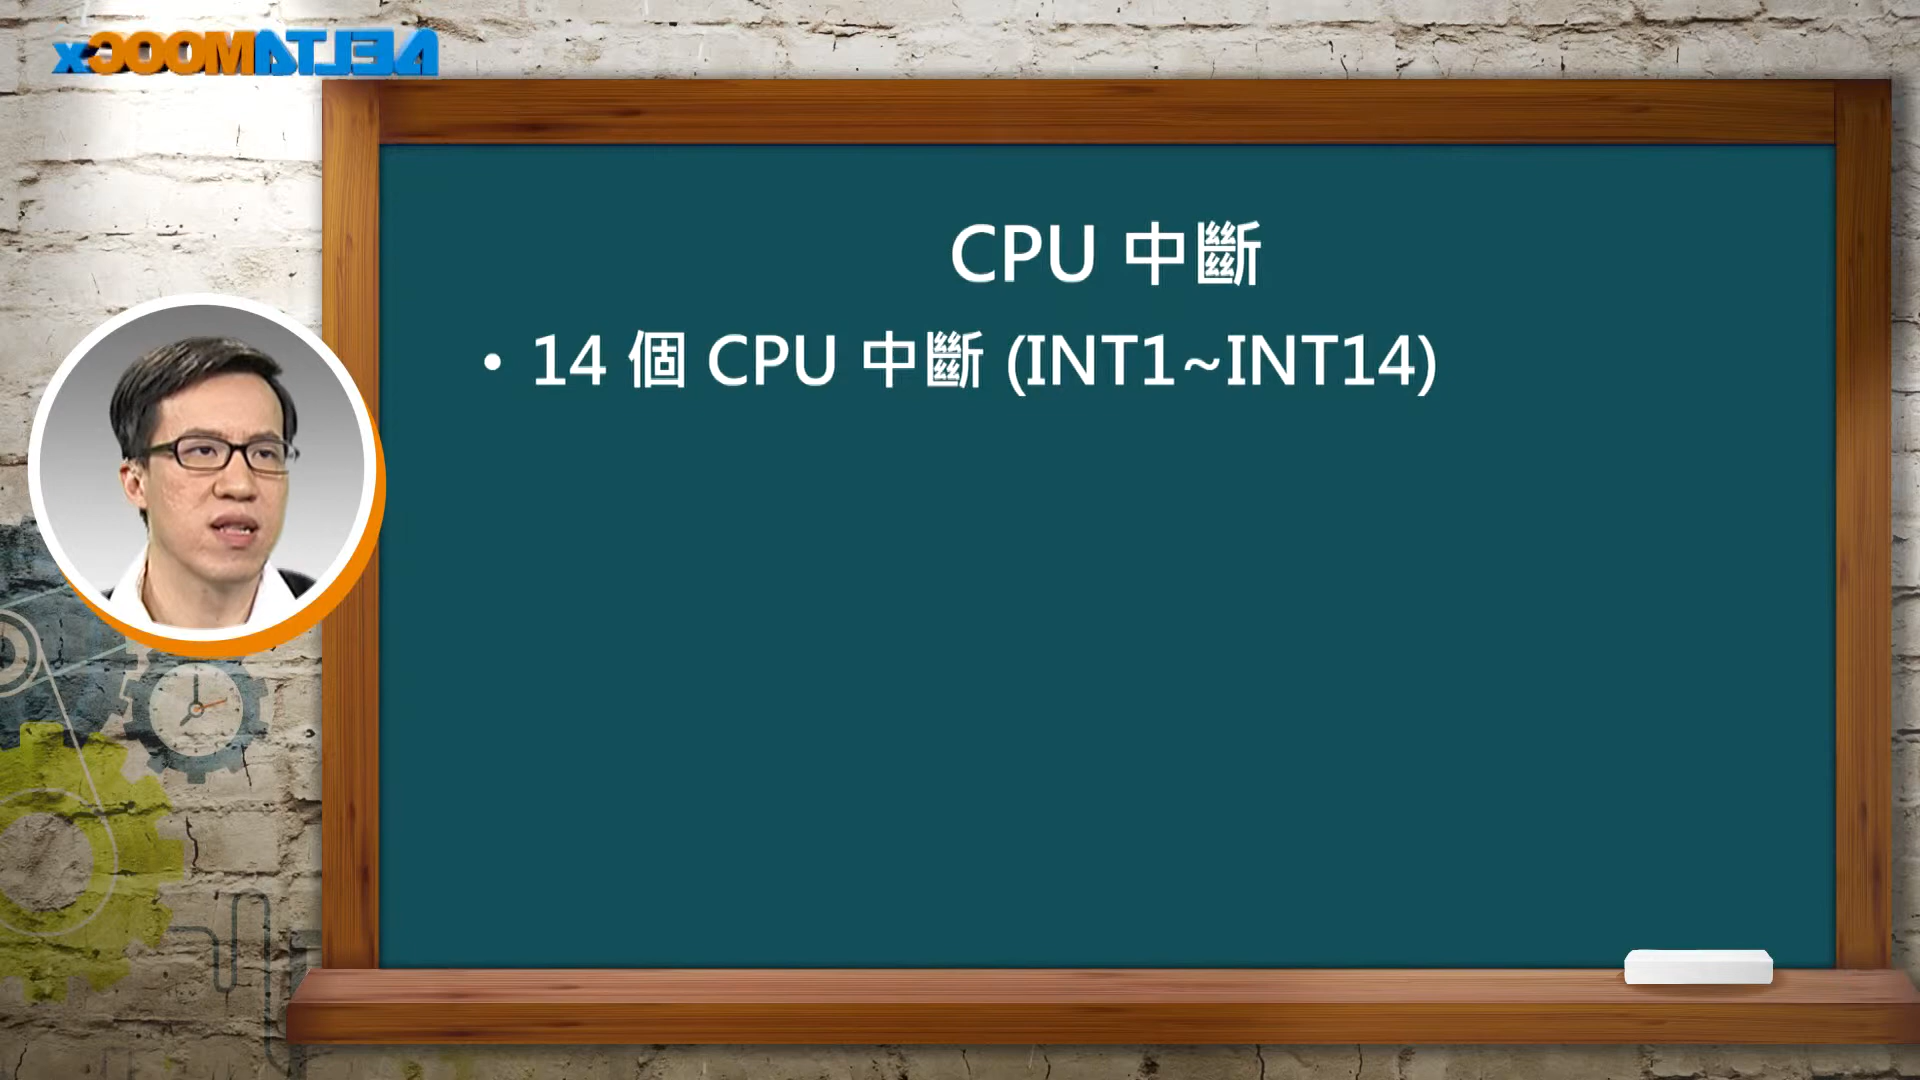 DELTAMOOCx
CPU 中斷
• 14 個 CPU 中斷 (INT1~INT14)